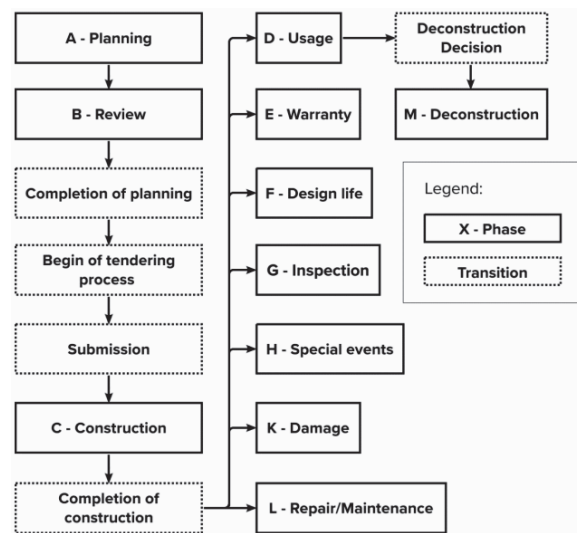 A - Planning
B - Review
Completion of planning
Begin of tendering
process
Submission
C - Construction
Completion of
construction
D - Usage
E - Warranty
F - Design life
G - Inspection
H - Special events
K - Damage
L - Repair/Maintenance
Deconstruction
Decision
M - Deconstruction
Legend:
X - Phase
Transition